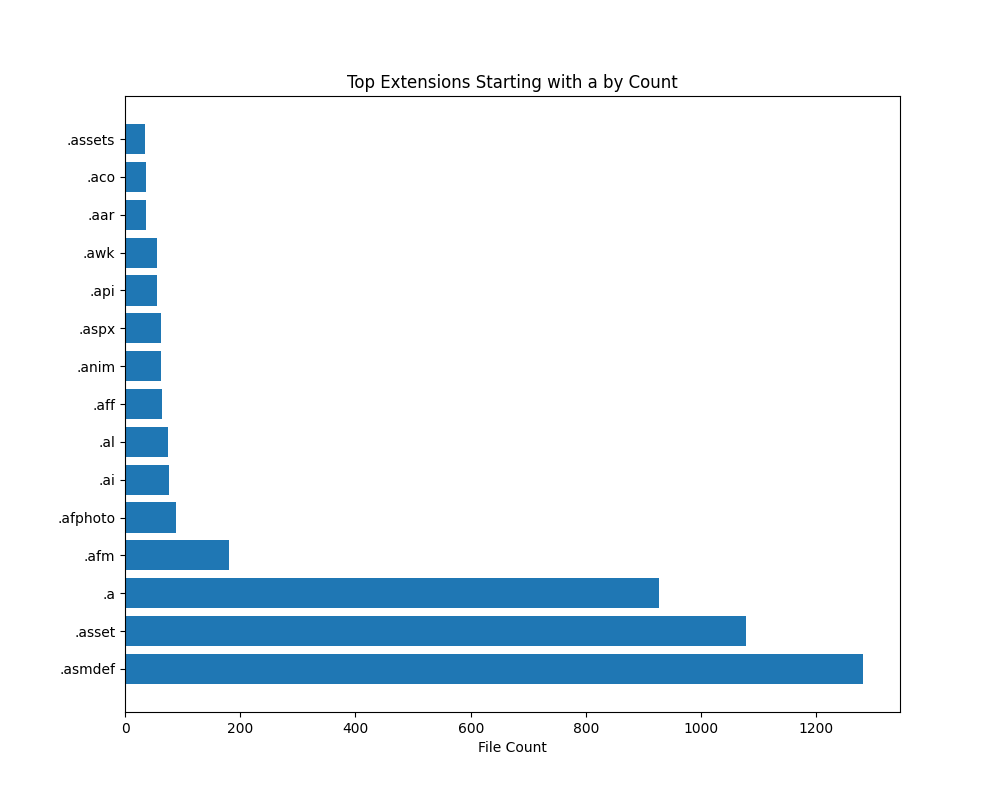 Top Extensions Starting with a by Count
.assets
.aco
.aar
.awk
.api
.aspx
.anim
.aff
.al
.ai
.afphoto
.afm
.a
.asset
.asmdef
0 200 400 600 800 1000 1200
File Count